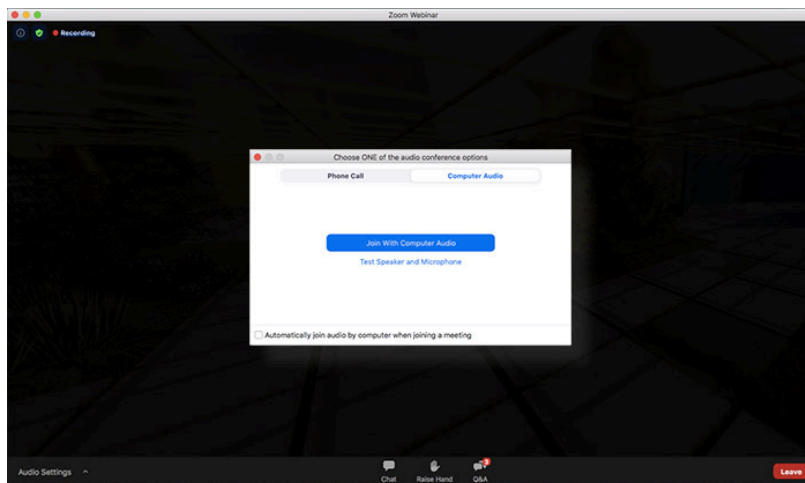 Zoom Webinar
Recording
Choose ONE of the audio conference options
Phone Call
Computer Audio
Join With Computer Audio
Test Speaker and Microphone
Automatically join audio by computer when joining a meeting
Audio Settings
3
Chat
Raise Hand
Q&A
Leave